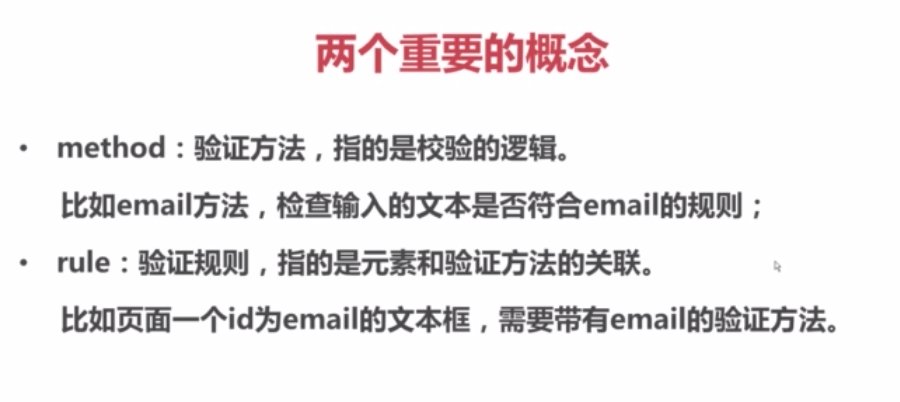 两个重要的概念
• method：验证方法，指的是校验的逻辑。
比如email方法，检查输入的文本是否符合email的规则；
• rule：验证规则，指的是元素和验证方法的关联。
比如页面一个id为email的文本框，需要带有email的验证方法。